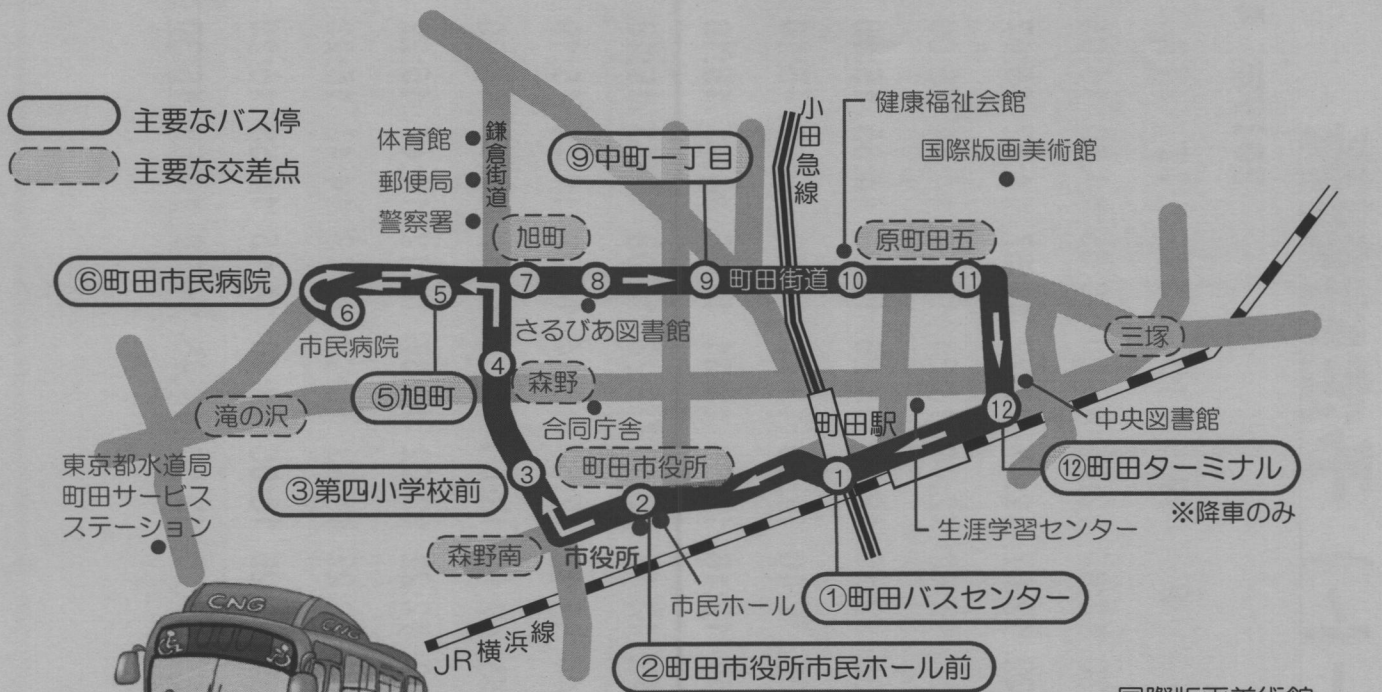 主要なバス停
主要な交差点
体育館
郵便局
警察署
鎌倉街道
⑨中町一丁目
小田急線
健康福祉会館
国際版画美術館
旭町
原町田五
⑥町田市民病院
⑥
市民病院
⑤
⑦
⑧
⑨
町田街道
⑩
⑪
さるびあ図書館
三塚
④
⑤旭町
森野
合同庁舎
滝の沢
町田駅
⑫
中央図書館
東京都水道局
町田サービス
ステーション
③第四小学校前
③
町田市役所
②
①
⑫町田ターミナル
※降車のみ
生涯学習センター
森野南
市役所
市民ホール
①町田バスセンター
JR横浜線
②町田市役所市民ホール前
CNG
CNG